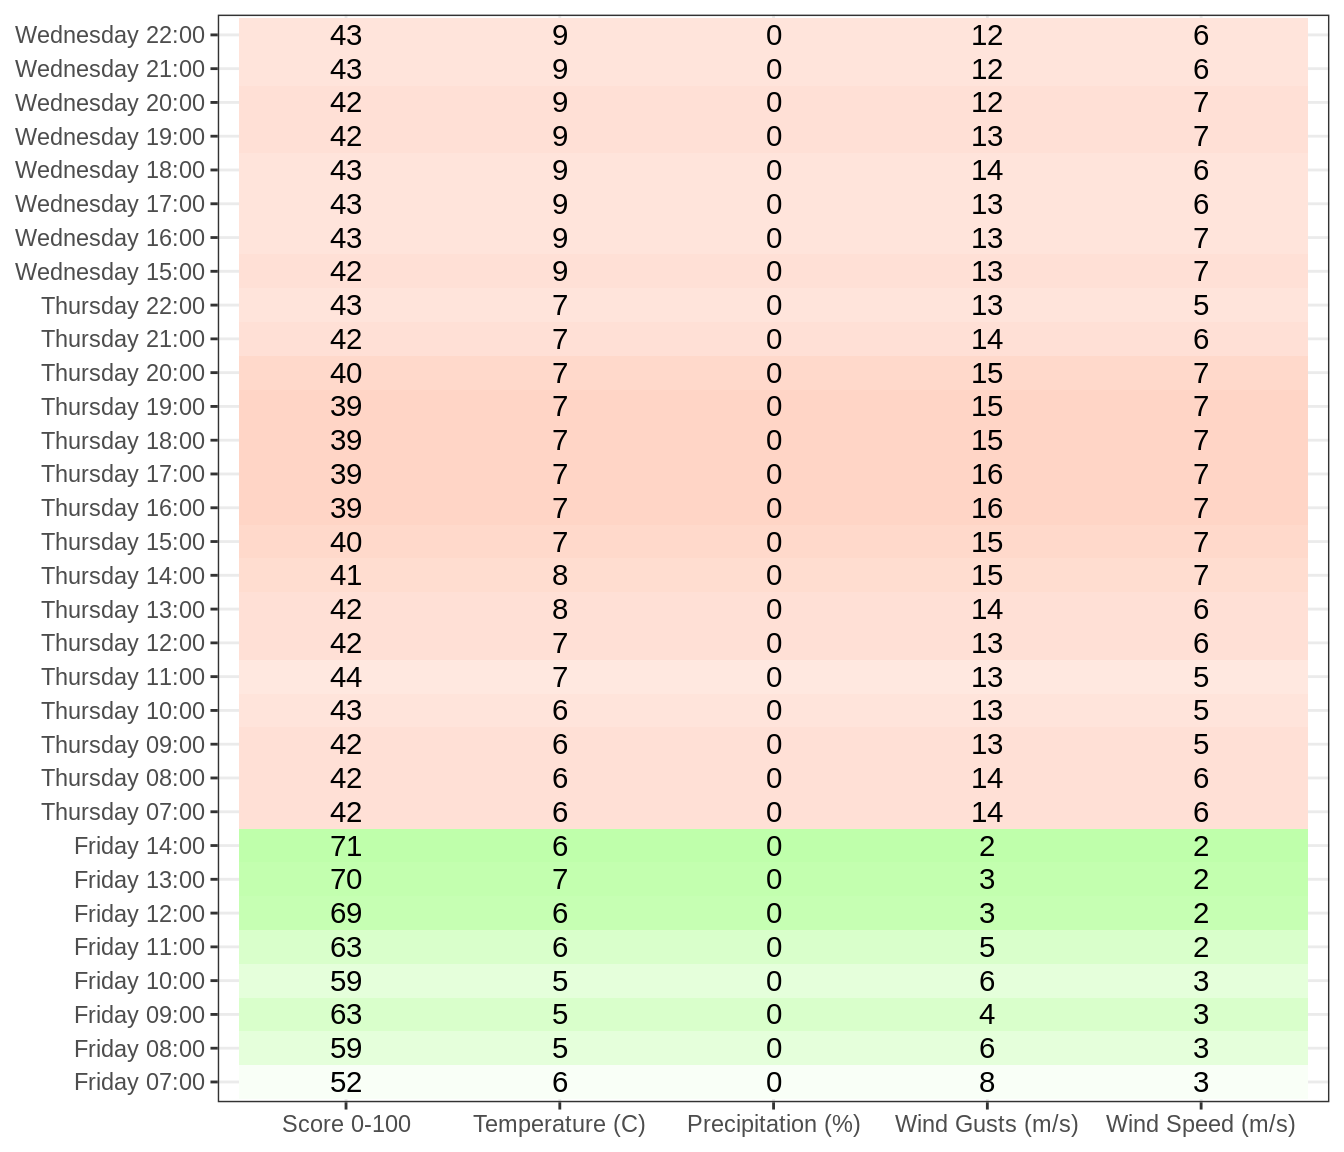 Wednesday 22:00 43 9 0 12 6
Wednesday 21:00 43 9 0 12 6
Wednesday 20:00 42 9 0 12 7
Wednesday 19:00 42 9 0 13 7
Wednesday 18:00 43 9 0 14 6
Wednesday 17:00 43 9 0 13 6
Wednesday 16:00 43 9 0 13 7
Wednesday 15:00 42 9 0 13 7
Thursday 22:00 43 7 0 13 5
Thursday 21:00 42 7 0 14 6
Thursday 20:00 40 7 0 15 7
Thursday 19:00 39 7 0 15 7
Thursday 18:00 39 7 0 15 7
Thursday 17:00 39 7 0 16 7
Thursday 16:00 39 7 0 16 7
Thursday 15:00 40 7 0 15 7
Thursday 14:00 41 8 0 15 7
Thursday 13:00 42 8 0 14 6
Thursday 12:00 42 7 0 13 6
Thursday 11:00 44 7 0 13 5
Thursday 10:00 43 6 0 13 5
Thursday 09:00 42 6 0 13 5
Thursday 08:00 42 6 0 14 6
Thursday 07:00 42 6 0 14 6
Friday 14:00 71 6 0 2 2
Friday 13:00 70 7 0 3 2
Friday 12:00 69 6 0 3 2
Friday 11:00 63 6 0 5 2
Friday 10:00 59 5 0 6 3
Friday 09:00 63 5 0 4 3
Friday 08:00 59 5 0 6 3
Friday 07:00 52 6 0 8 3
Score 0-100 Temperature (C) Precipitation (%) Wind Gusts (m/s) Wind Speed (m/s)